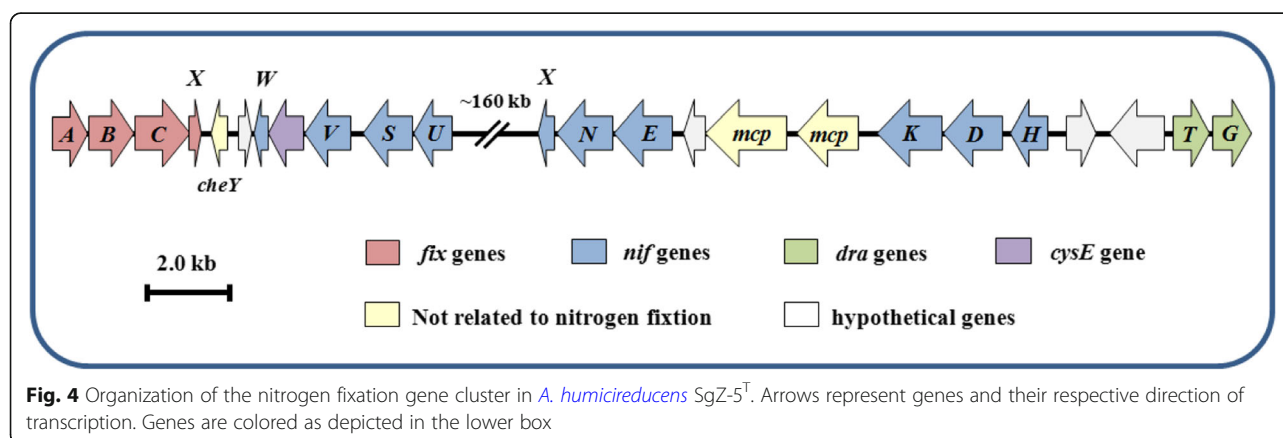 X W X
A B C V S U ~160 kb N E mcp mcp K D H T G
cheY
2.0 kb
fix genes nif genes dra genes cysE gene
Not related to nitrogen fixtion hypothetical genes
Fig. 4 Organization of the nitrogen fixation gene cluster in A. humicireducens SgZ-5T. Arrows represent genes and their respective direction of
transcription. Genes are colored as depicted in the lower box